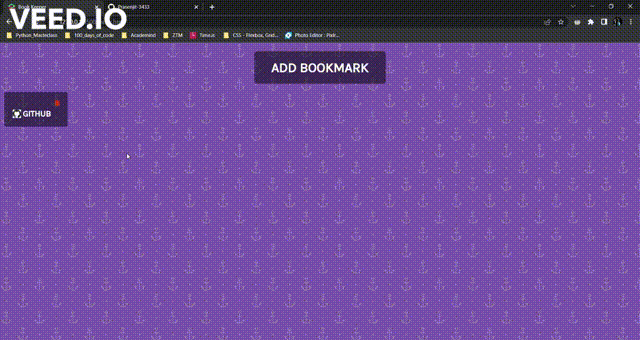 VEED.IO
Book Keeper
Prasenjit-3433
Python_Masterclass
100_days_of_code
Academind
ZTM
Timus
CSS - Flexbox, Grid...
Photo Editor : Pixlr...
ADD BOOKMARK
GITHUB